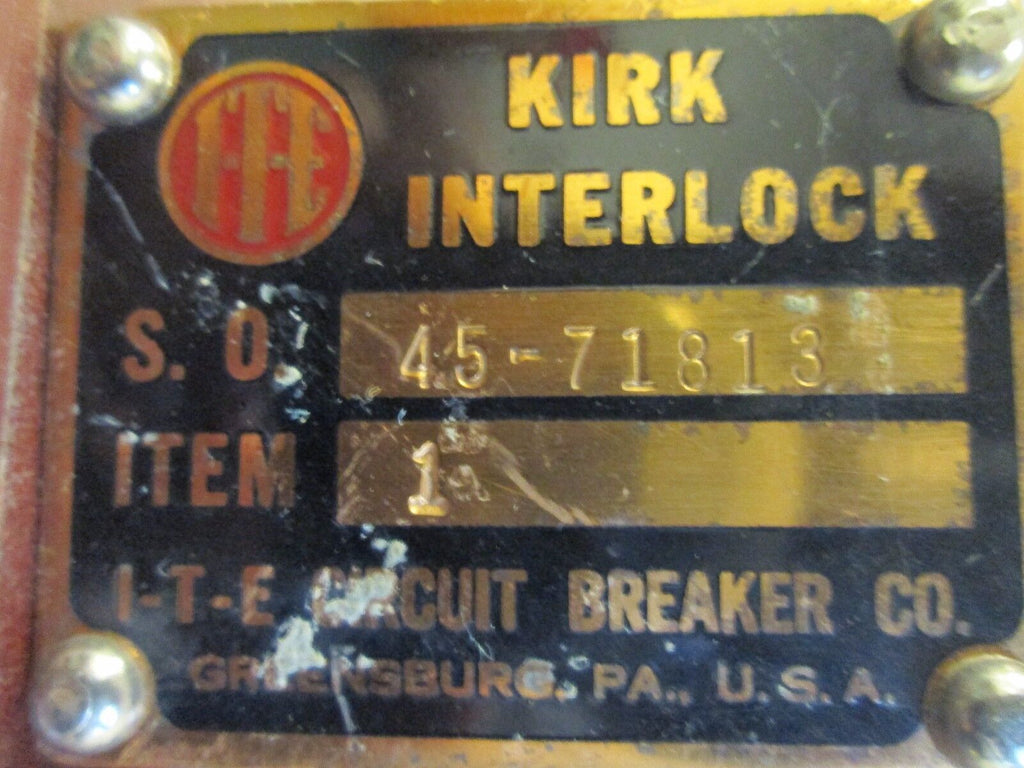 I-T-E
KIRK
INTERLOCK
S. O. 45-71813
ITEM 1
I-T-E CIRCUIT BREAKER CO.
GREENSBURG, PA., U. S. A.